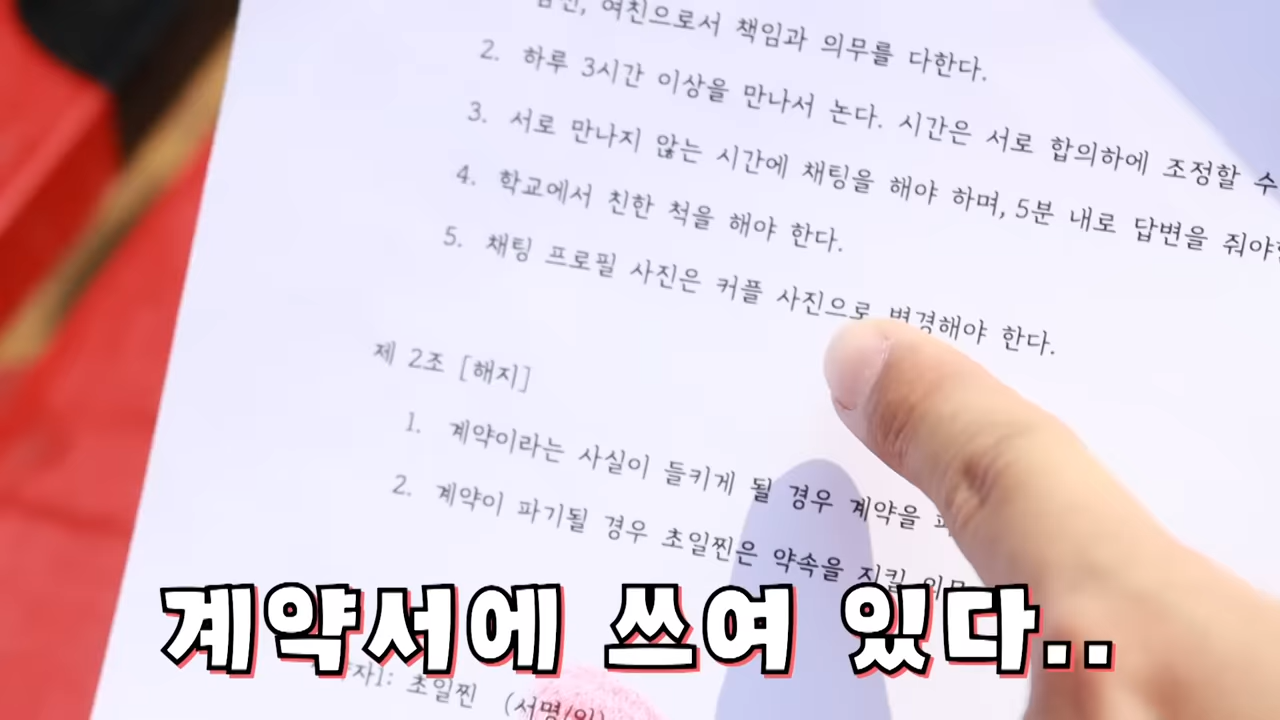 남친, 여친으로서 책임과 의무를 다한다.
2. 하루 3시간 이상을 만나서 논다. 시간은 서로 합의하에 조정할 수
3. 서로 만나지 않는 시간에 채팅을 해야 하며, 5분 내로 답변을 줘야
4. 학교에서 친한 척을 해야 한다.
5. 채팅 프로필 사진은 커플 사진으로 변경해야 한다.
제 2조 [해지]
1. 계약이라는 사실이 들키게 될 경우 계약을
2. 계약이 파기될 경우 초일찐은 약속을 지킬
계약서에 쓰여 있다..
초일찐 (서명/인)